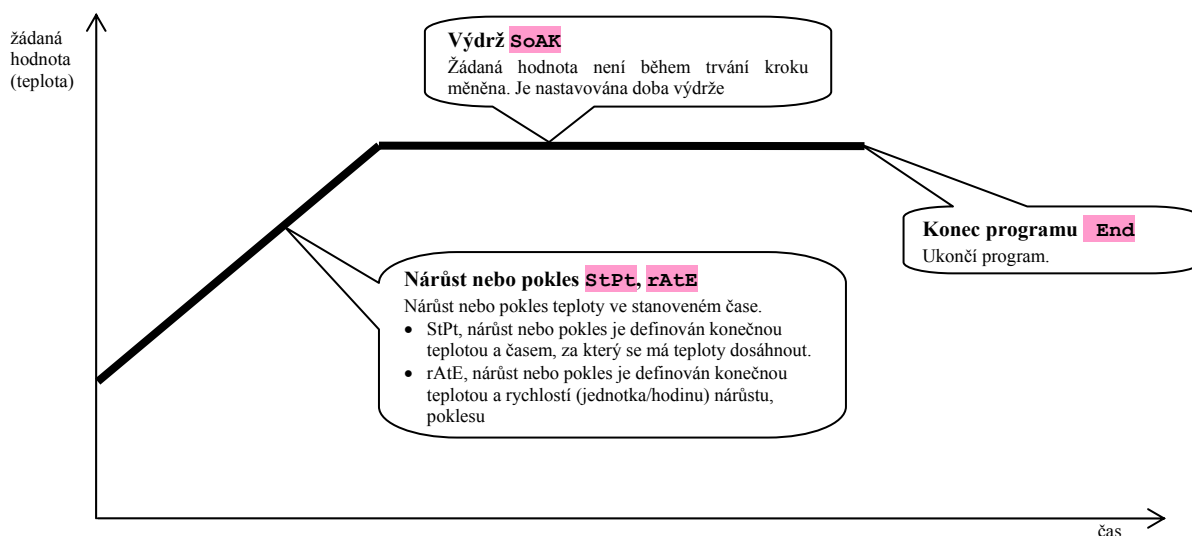 žádaná
hodnota
(teplota)
Výdrž SoAK
Žádaná hodnota není během trvání kroku
měněna. Je nastavována doba výdrže
Konec programu End
Ukončí program.
Nárůst nebo pokles StPt, rAtE
Nárůst nebo pokles teploty ve stanoveném čase.
• StPt, nárůst nebo pokles je definován konečnou
teplotou a časem, za který se má teploty dosáhnout.
• rAtE, nárůst nebo pokles je definován konečnou
teplotou a rychlostí (jednotka/hodinu) nárůstu,
poklesu
čas